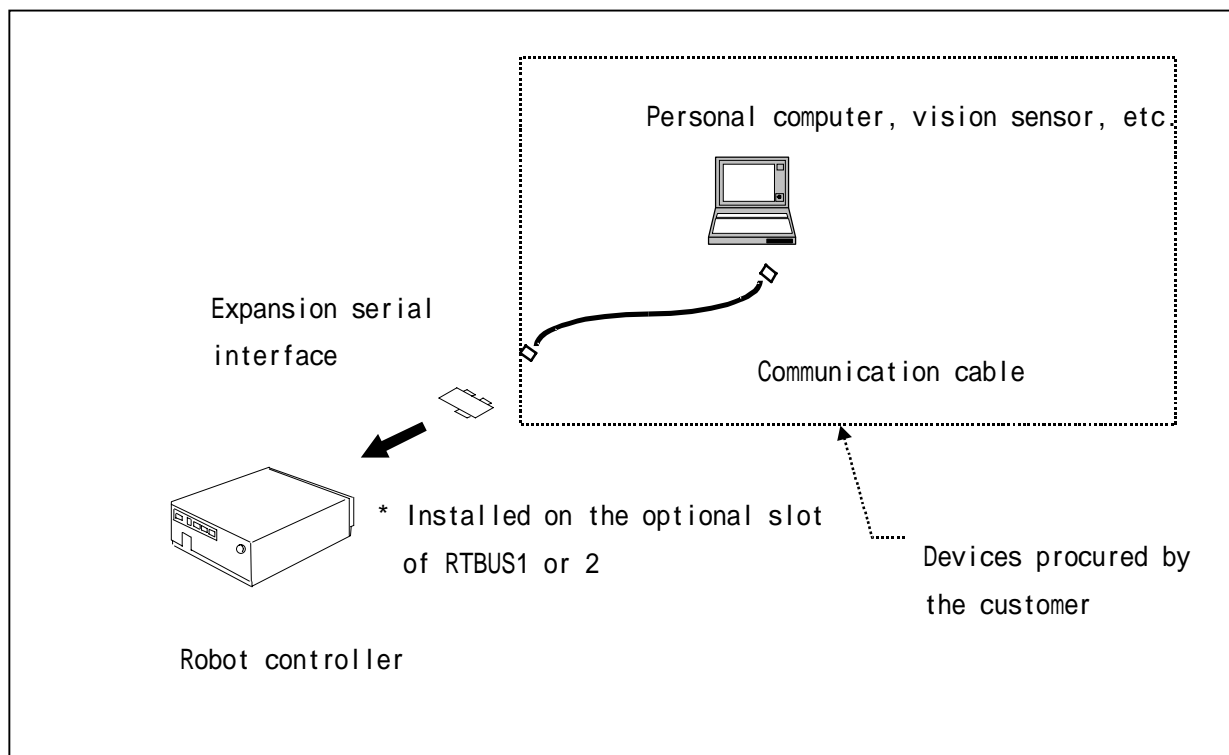 Personal computer, vision sensor, etc.
Expansion serial
interface
Communication cable
* Installed on the optional slot
of RTBUS1 or 2
Devices procured by
the customer
Robot controller